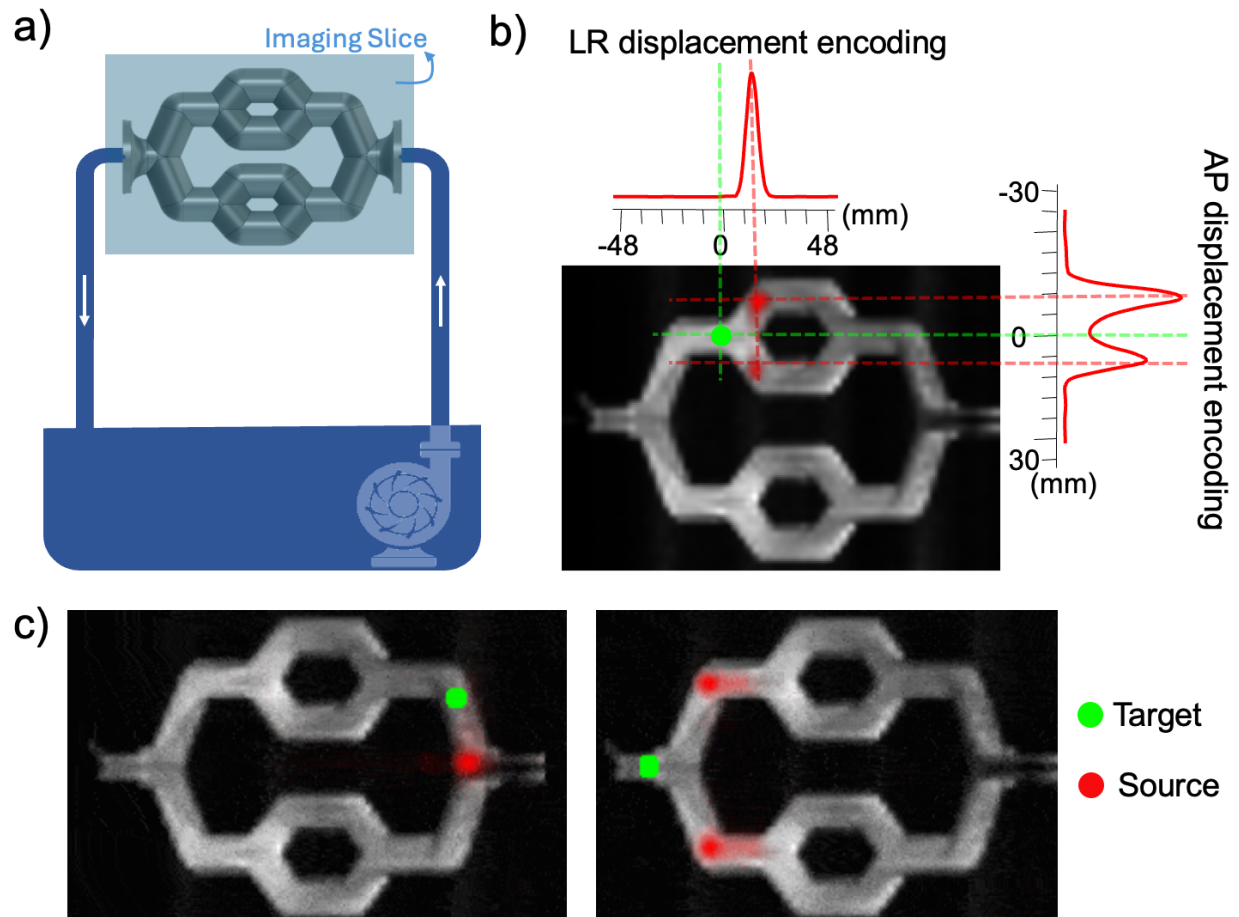 a)
Imaging Slice
b)
LR displacement encoding
(mm)
-48 0 48
AP displacement encoding
-30
0
30
(mm)
c)
Target
Source